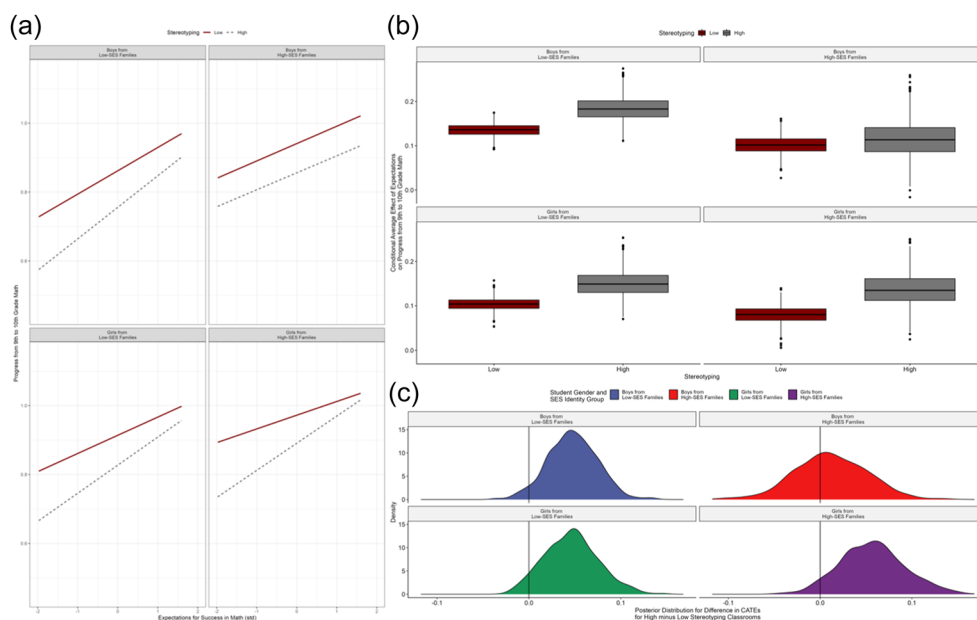 (a)
Stereotyping Low High
Boys from
Low-SES Families
Boys from
High-SES Families
1.0
0.8
0.6
Girls from
Low-SES Families
Girls from
High-SES Families
1.0
0.8
0.6
-2 -1 0 1 2 -2 -1 0 1 2
Expectations for Success in Math (std)
Progress from 9th to 10th Grade Math
(b)
Stereotyping Low High
Boys from
Low-SES Families
Boys from
High-SES Families
0.2
0.1
0.0
Girls from
Low-SES Families
Girls from
High-SES Families
0.2
0.1
0.0
Low High Low High
Stereotyping
Conditional Average Effect of Expectations
on Progress from 9th to 10th Grade Math
(c)
Student Gender and
SES Identity Group
Boys from
Low-SES Families
Boys from
High-SES Families
Girls from
Low-SES Families
Girls from
High-SES Families
Boys from
Low-SES Families
Boys from
High-SES Families
15
10
5
0
Girls from
Low-SES Families
Girls from
High-SES Families
15
10
5
0
-0.1 0.0 0.1 -0.1 0.0 0.1
Density
Posterior Distribution for Difference in CATEs
for High minus Low Stereotyping Classrooms